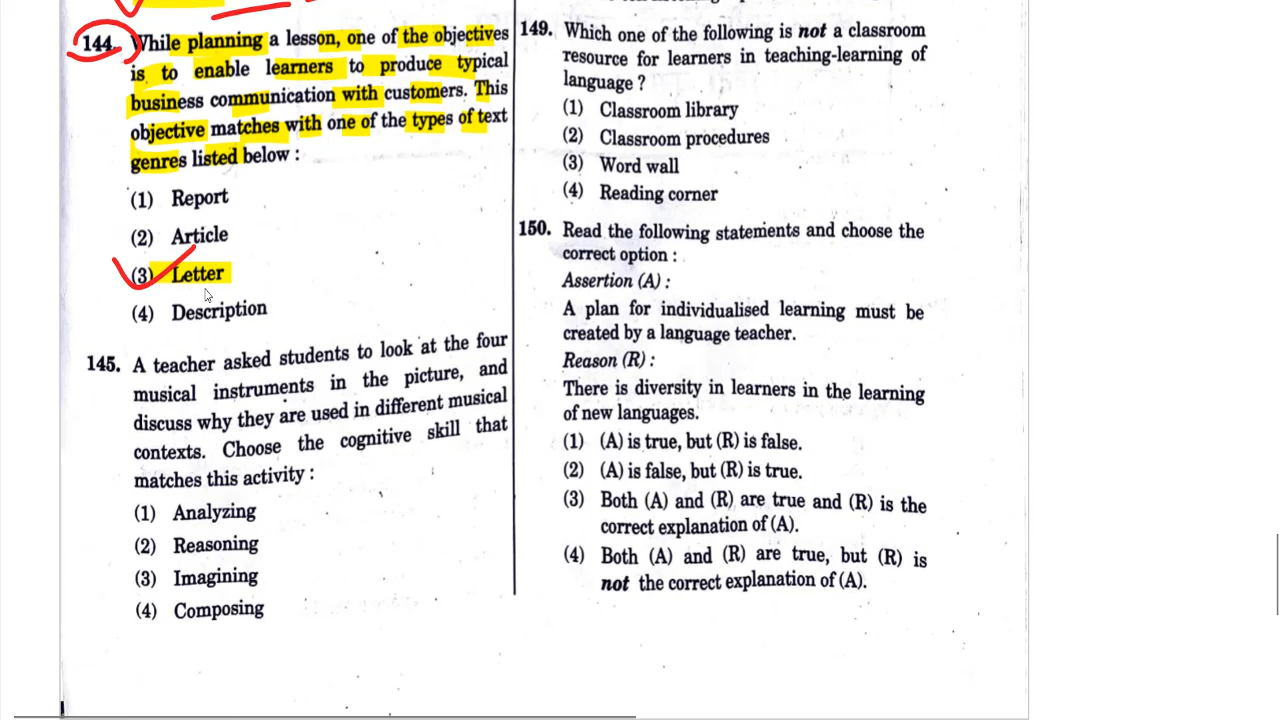 144. While planning a lesson, one of the objectives
is to enable learners to produce typical
business communication with customers. This
objective matches with one of the types of text
genres listed below :
(1) Report
(2) Article
(3) Letter
(4) Description
145. A teacher asked students to look at the four
musical instruments in the picture, and
discuss why they are used in different musical
contexts. Choose the cognitive skill that
matches this activity :
(1) Analyzing
(2) Reasoning
(3) Imagining
(4) Composing
149. Which one of the following is not a classroom
resource for learners in teaching-learning of
language ?
(1) Classroom library
(2) Classroom procedures
(3) Word wall
(4) Reading corner
150. Read the following statements and choose the
correct option :
Assertion (A) :
A plan for individualised learning must be
created by a language teacher.
Reason (R) :
There is diversity in learners in the learning
of new languages.
(1) (A) is true, but (R) is false.
(2) (A) is false, but (R) is true.
(3) Both (A) and (R) are true and (R) is the
correct explanation of (A).
(4) Both (A) and (R) are true, but (R) is
not the correct explanation of (A).